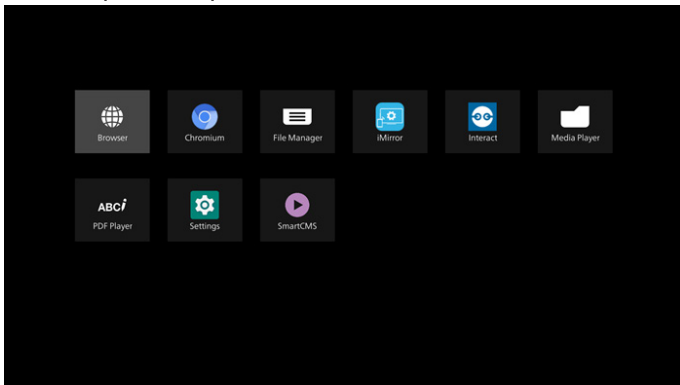 Browser
Chromium
File Manager
iMirror
Interact
Media Player
ABCi
PDF Player
Settings
SmartCMS